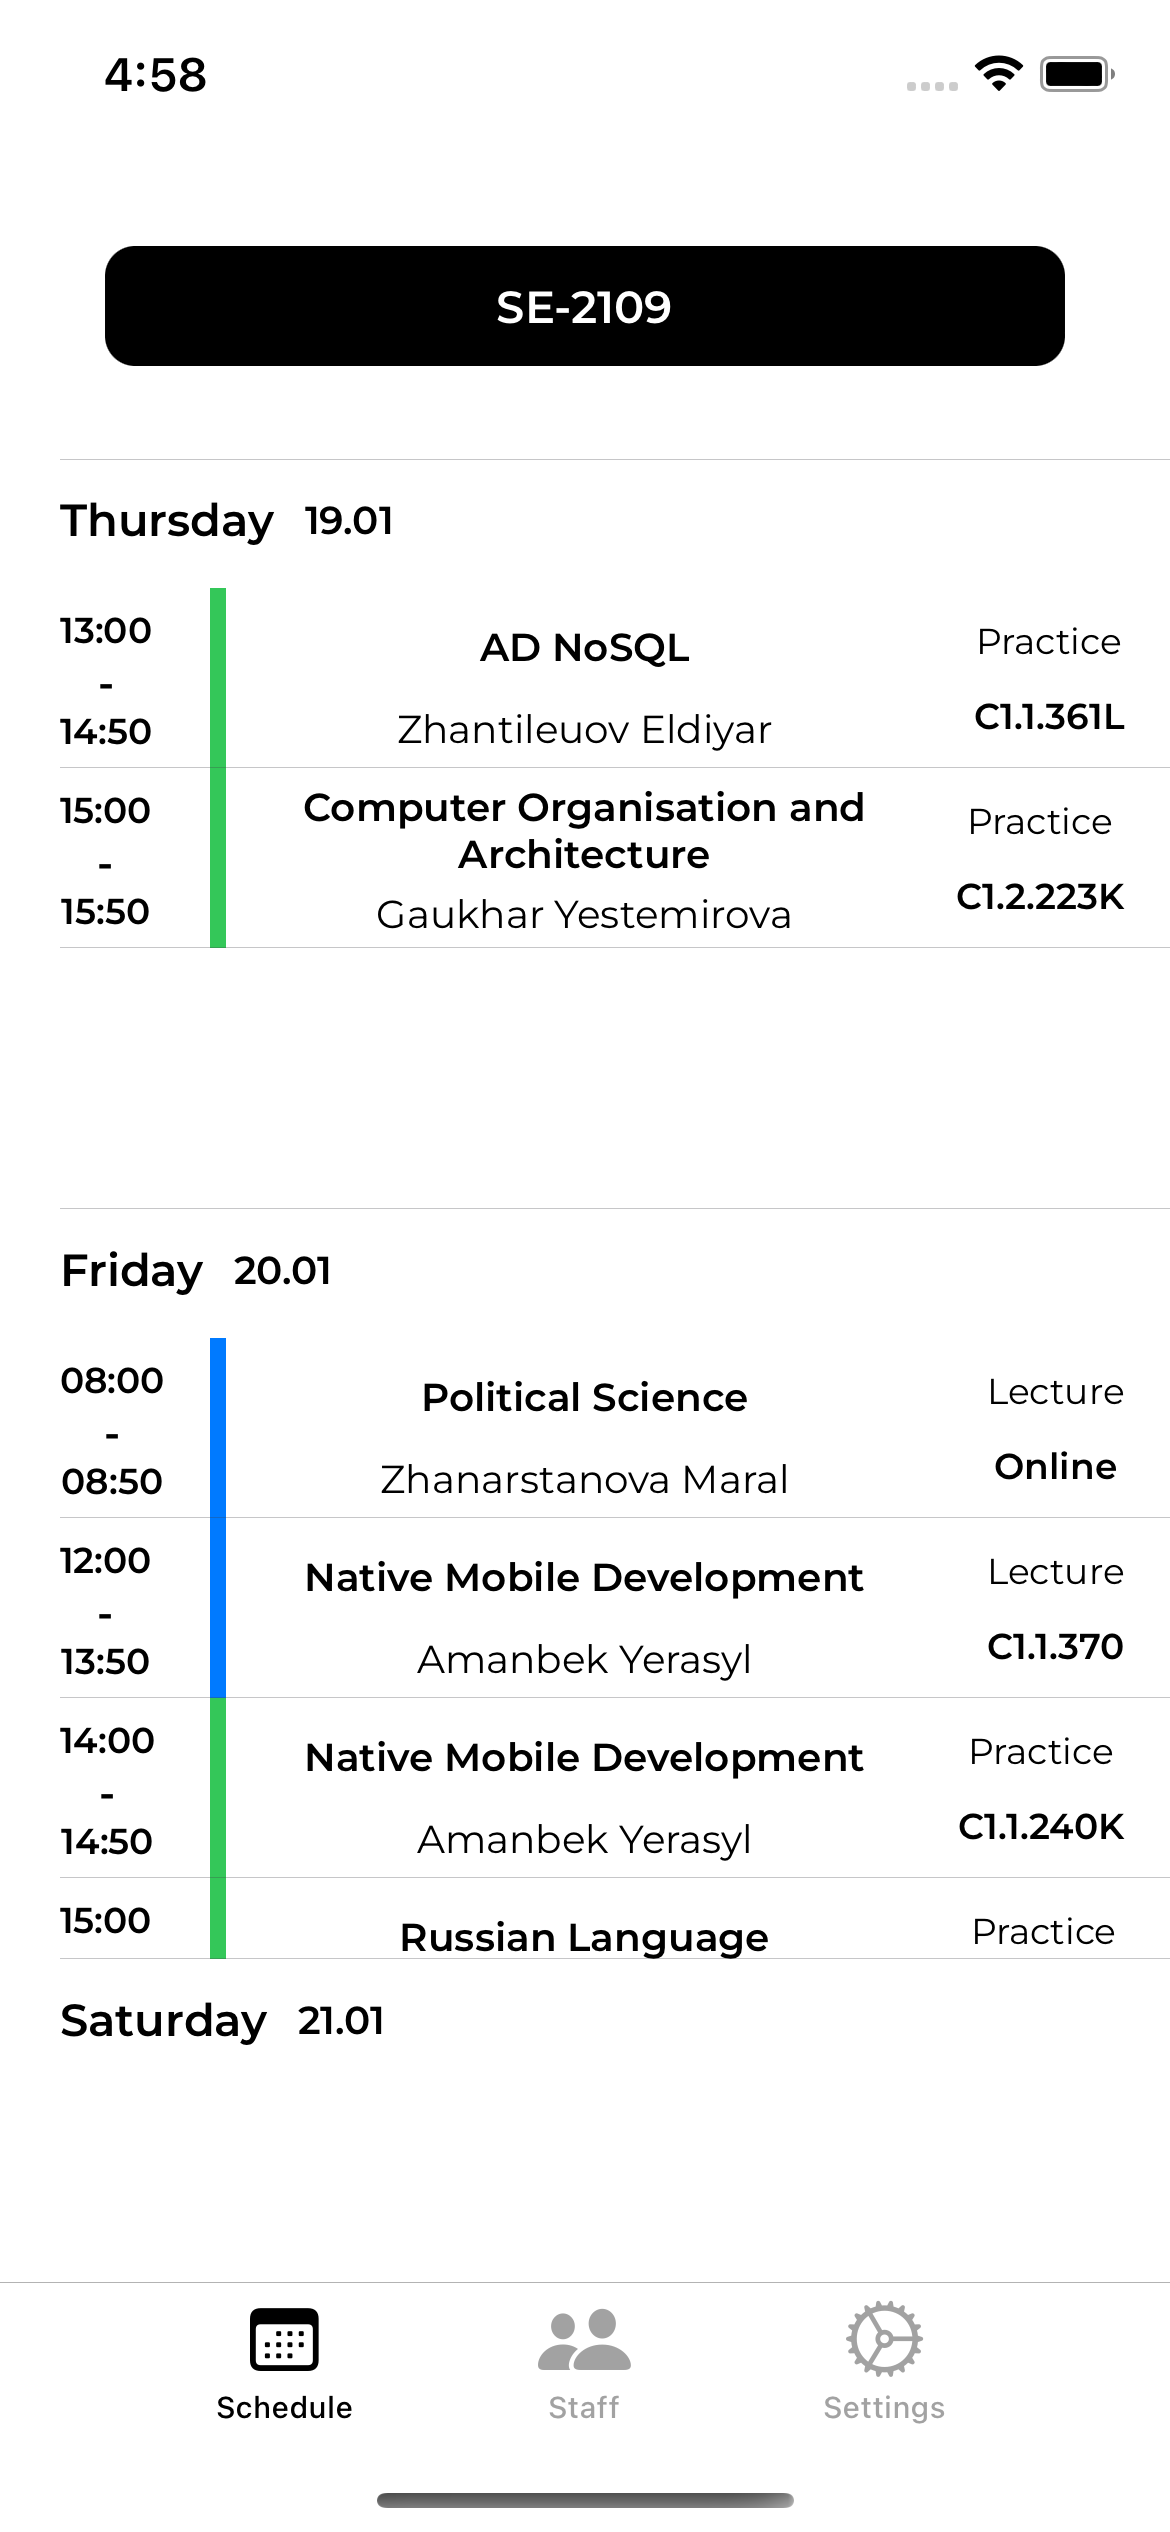 4:58
SE-2109
Thursday 19.01
13:00
-
14:50
AD NoSQL
Zhantileuov Eldiyar
Practice
C1.1.361L
15:00
-
15:50
Computer Organisation and
Architecture
Gaukhar Yestemirova
Practice
C1.2.223K
Friday 20.01
08:00
-
08:50
Political Science
Zhanarstanova Maral
Lecture
Online
12:00
-
13:50
Native Mobile Development
Amanbek Yerasyl
Lecture
C1.1.370
14:00
-
14:50
Native Mobile Development
Amanbek Yerasyl
Practice
C1.1.240K
15:00
Russian Language
Practice
Saturday 21.01
Schedule
Staff
Settings